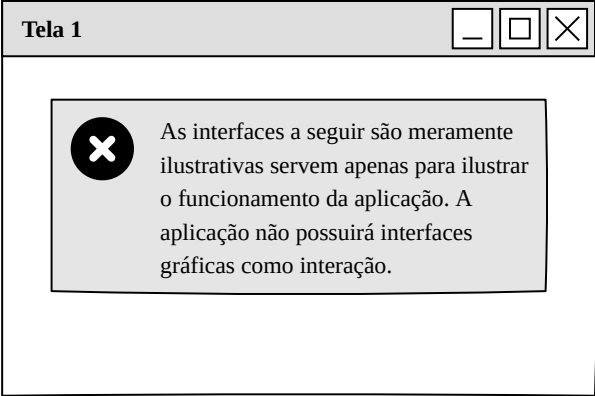 Tela 1
As interfaces a seguir são meramente
ilustrativas servem apenas para ilustrar
o funcionamento da aplicação. A
aplicação não possuirá interfaces
gráficas como interação.